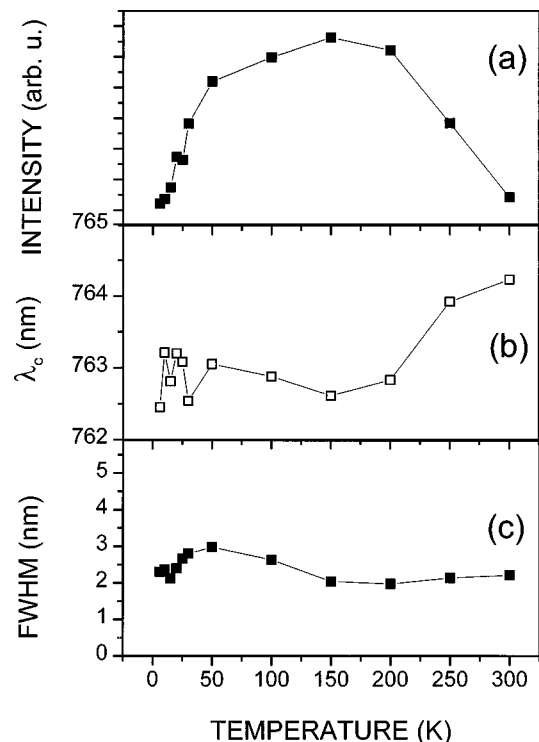 INTENSITY (arb. u.)
(a)
765
764
763
762
λc (nm)
(b)
5
4
3
2
1
0
FWHM (nm)
(c)
0 50 100 150 200 250 300
TEMPERATURE (K)